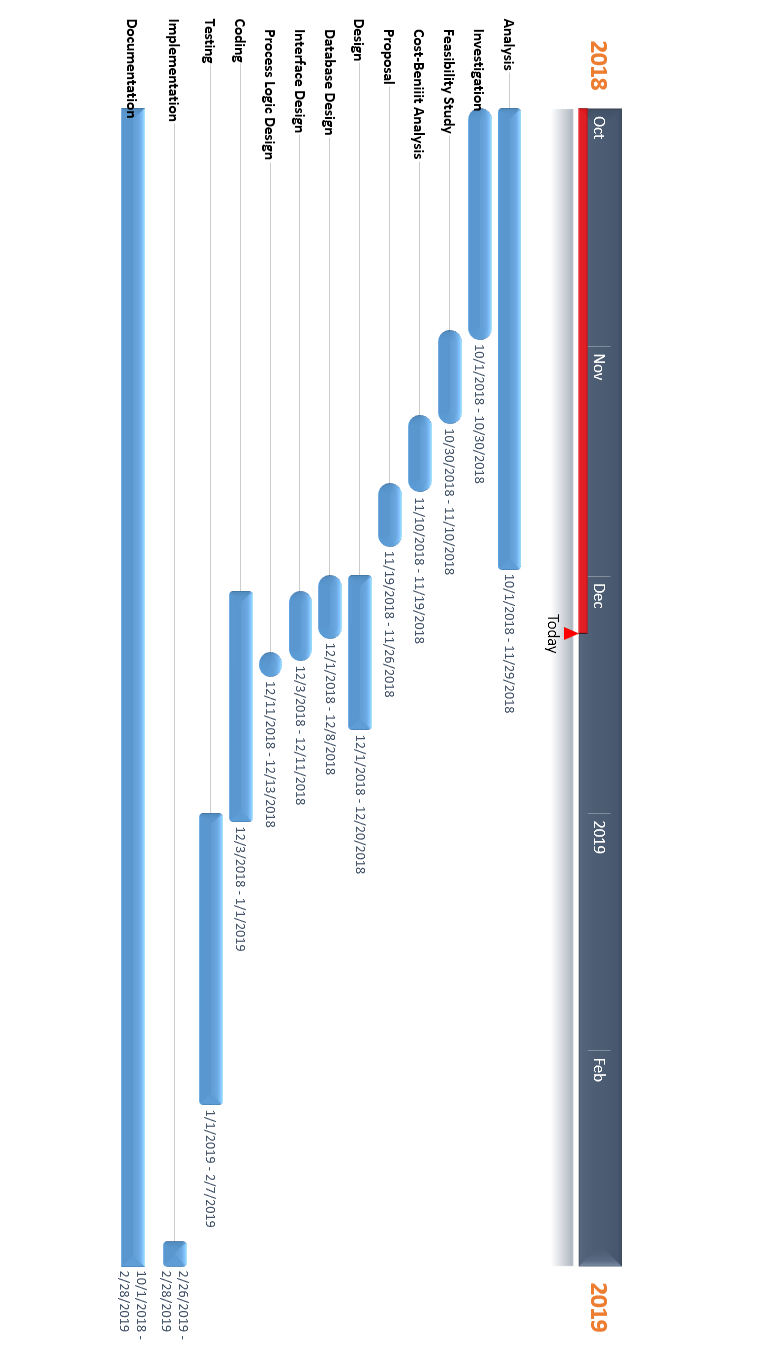 2018
Oct
Nov
Dec
2019
Feb
2019
Today
Analysis
10/1/2018 - 11/29/2018
Investigation
10/1/2018 - 10/30/2018
Feasibility Study
10/30/2018 - 11/10/2018
Cost-Beniiit Analysis
11/10/2018 - 11/19/2018
Proposal
11/19/2018 - 11/26/2018
Design
12/1/2018 - 12/20/2018
Database Design
12/1/2018 - 12/8/2018
Interface Design
12/3/2018 - 12/11/2018
Process Logic Design
12/11/2018 - 12/13/2018
Coding
12/3/2018 - 1/1/2019
Testing
1/1/2019 - 2/7/2019
Implementation
2/26/2019 -
2/28/2019
Documentation
10/1/2018 -
2/28/2019